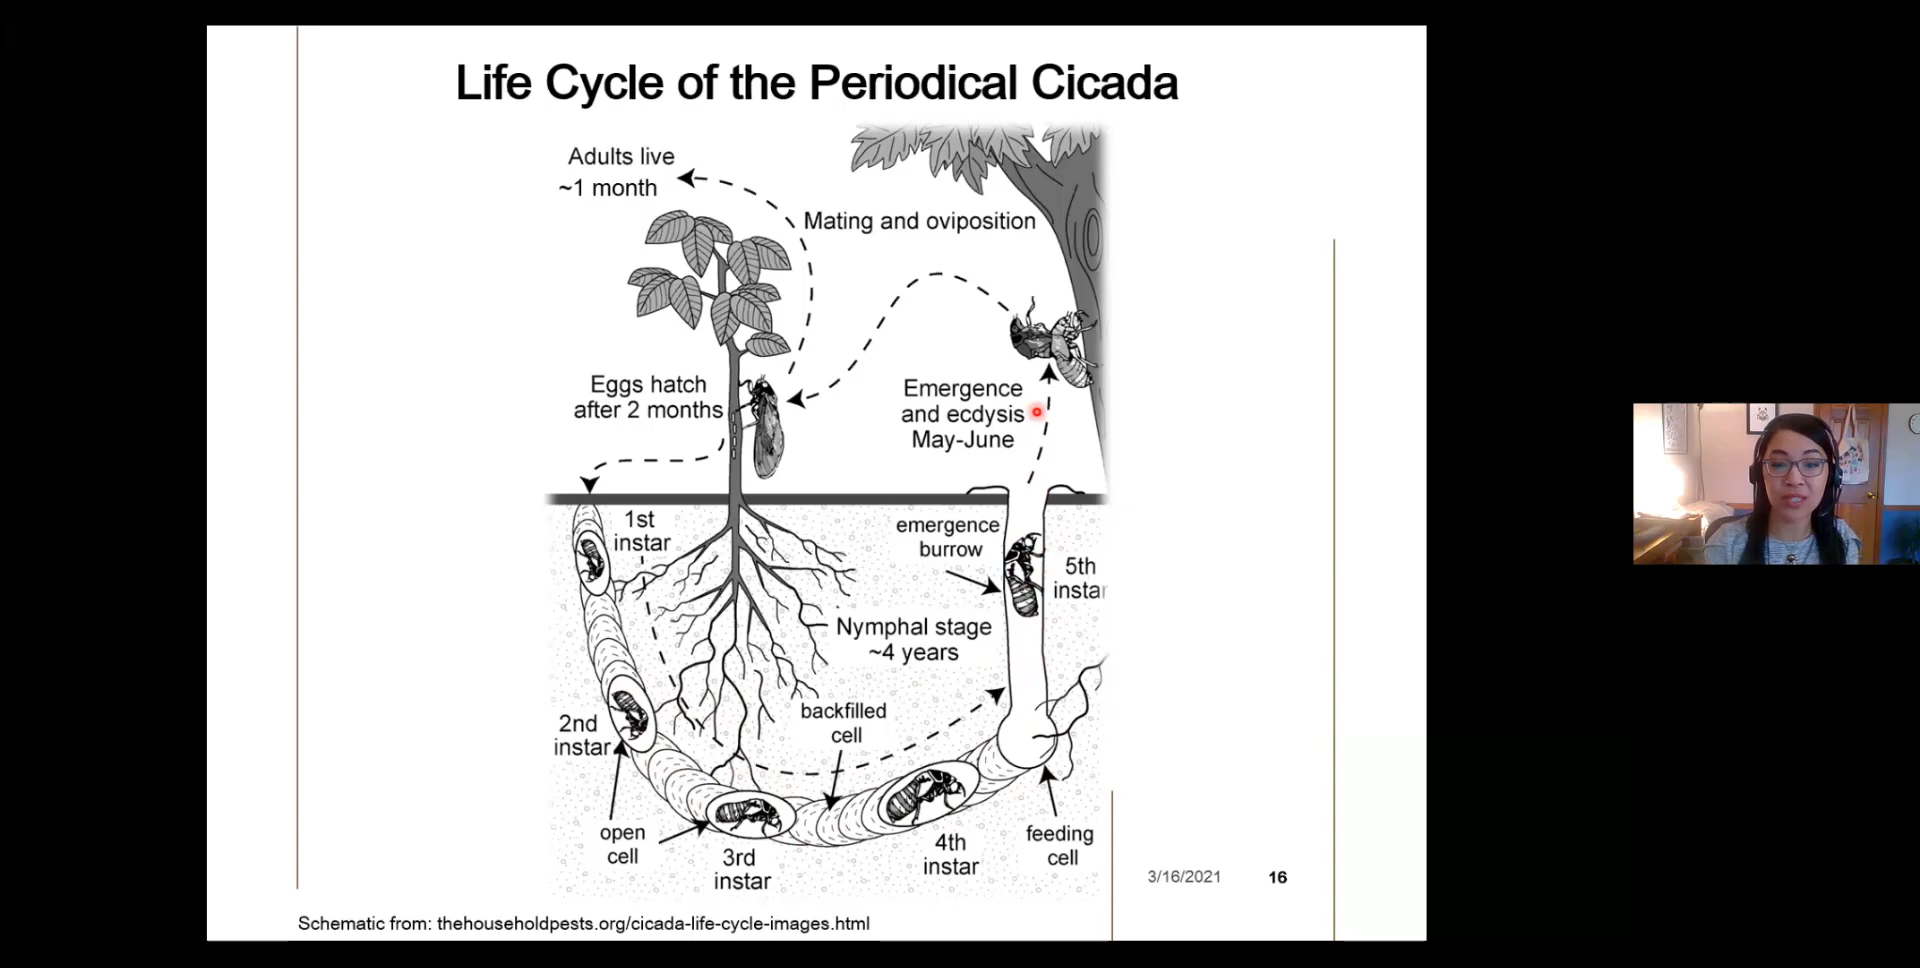 Life Cycle of the Periodical Cicada
Adults live
~1 month
Mating and oviposition
Eggs hatch
after 2 months
Emergence
and ecdysis
May-June
1st
instar
emergence
burrow
5th
instar
Nymphal stage
~4 years
2nd
instar
backfilled
cell
open
cell
3rd
instar
4th
instar
feeding
cell
3/16/2021
16
Schematic from: thehouseholdpests.org/cicada-life-cycle-images.html